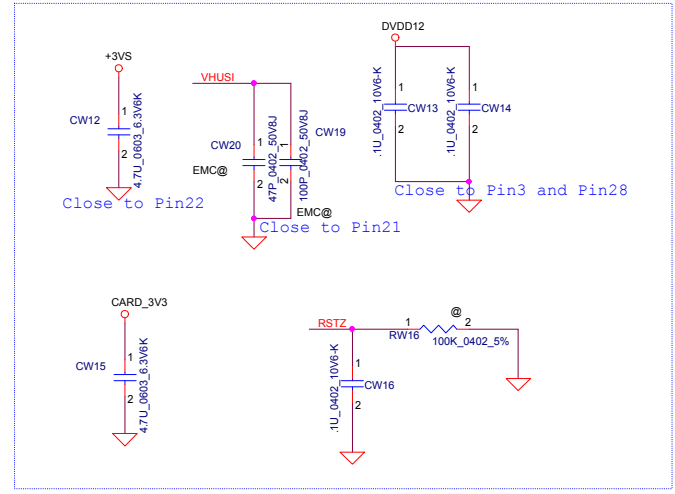 +3VS
CW12
1
2
4.7U_0603_6.3V6K
Close to Pin22
VHUSI
CW20
1
2
47P_0402_50V8J
EMC@
CW19
1
2
100P_0402_50V8J
EMC@
Close to Pin21
DVDD12
.1U_0402_10V6-K
1
2
CW13
.1U_0402_10V6-K
1
2
CW14
Close to Pin3 and Pin28
CARD_3V3
CW15
1
2
4.7U_0603_6.3V6K
RSTZ
.1U_0402_10V6-K
1
2
CW16
@
1
2
RW16
100K_0402_5%